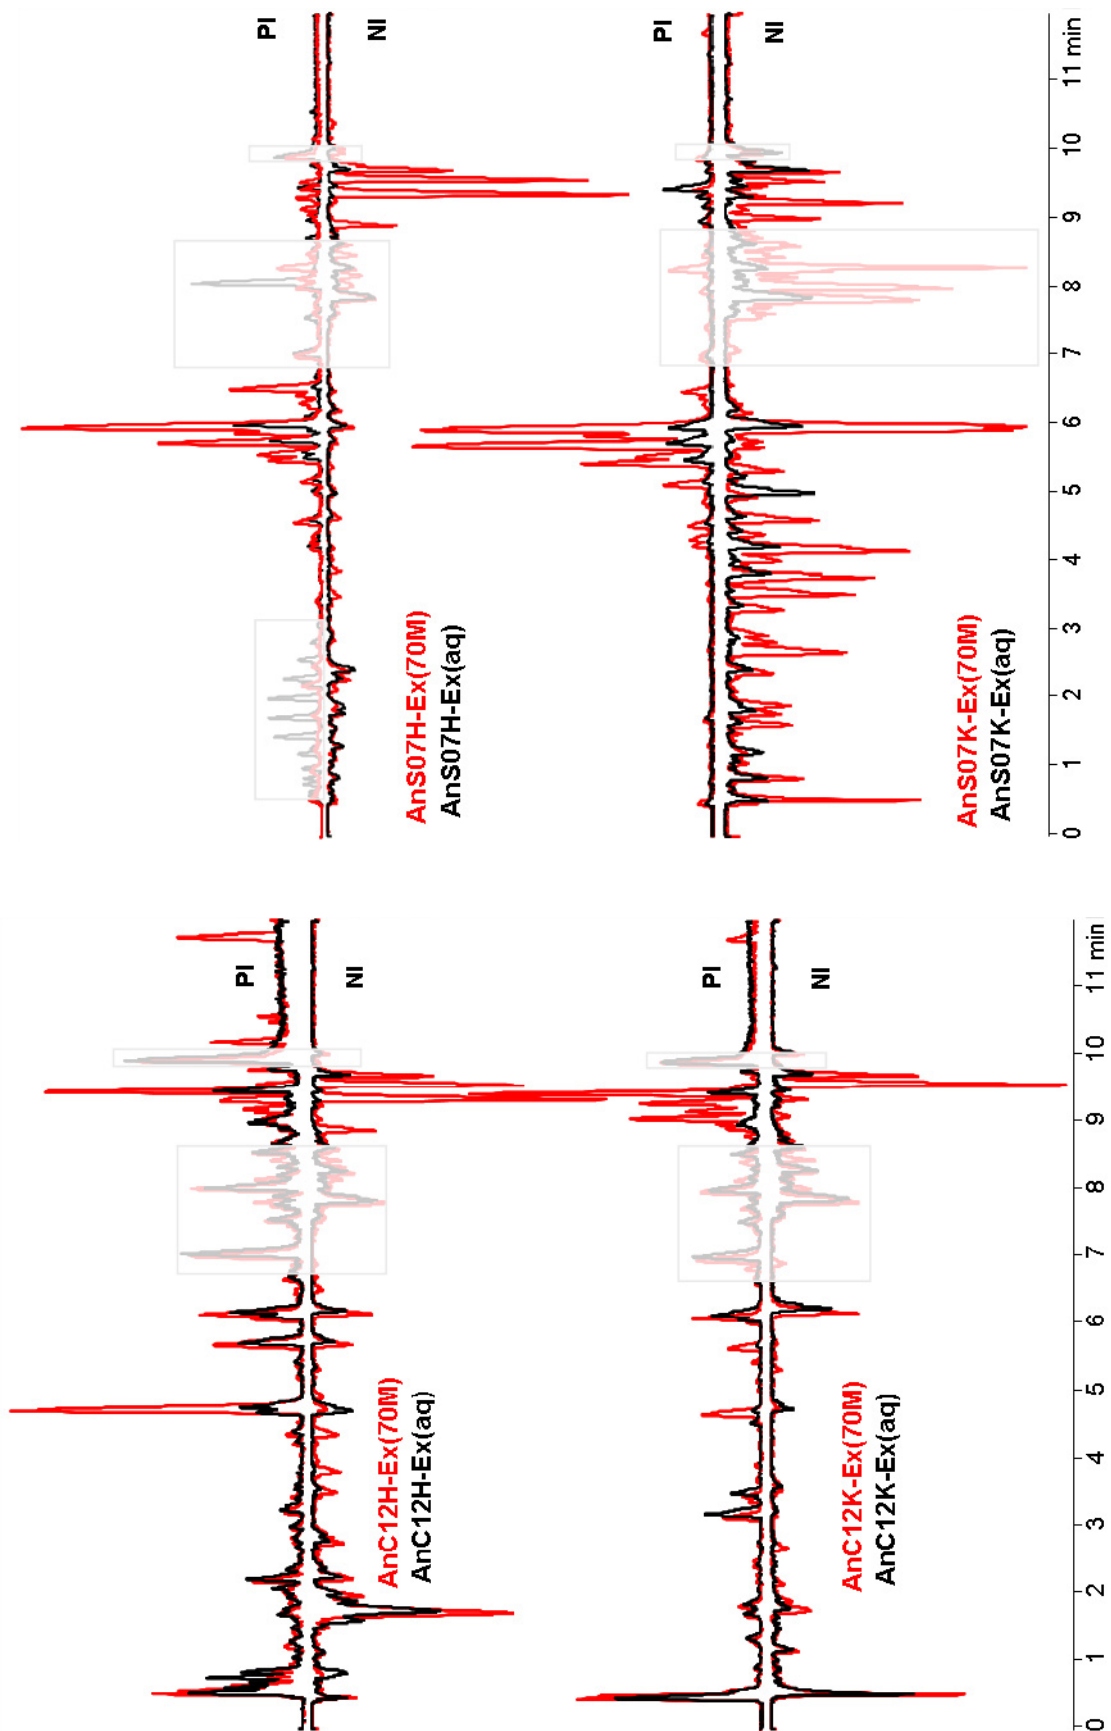 PI
NI
AnC12H-Ex(70M)
AnC12H-Ex(aq)
PI
NI
AnC12K-Ex(70M)
AnC12K-Ex(aq)
0 1 2 3 4 5 6 7 8 9 10 11 min
PI
NI
AnS07H-Ex(70M)
AnS07H-Ex(aq)
PI
NI
AnS07K-Ex(70M)
AnS07K-Ex(aq)
0 1 2 3 4 5 6 7 8 9 10 11 min